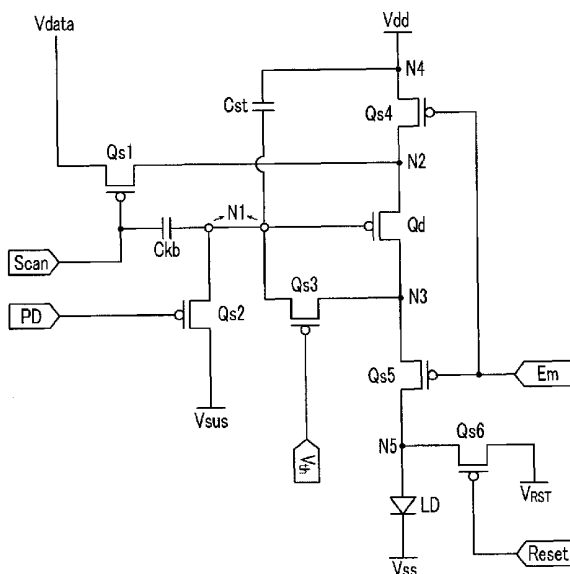 Vdata
Vdd
N4
Cst
Qs4
Qs1
N2
N1
Qd
Ckb
Scan
Qs3
N3
PD
Qs2
Qs5
Em
Vsus
N5
Qs6
LD
VRST
Vss
Reset